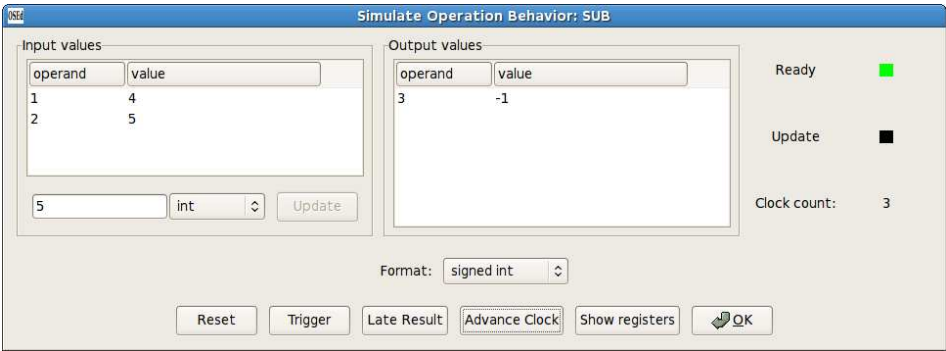 OSEd Simulate Operation Behavior: SUB
Input values
operand value
1 4
2 5
5 int Update
Output values
operand value
3 -1
Ready
Update
Clock count: 3
Format: signed int
Reset Trigger Late Result Advance Clock Show registers OK